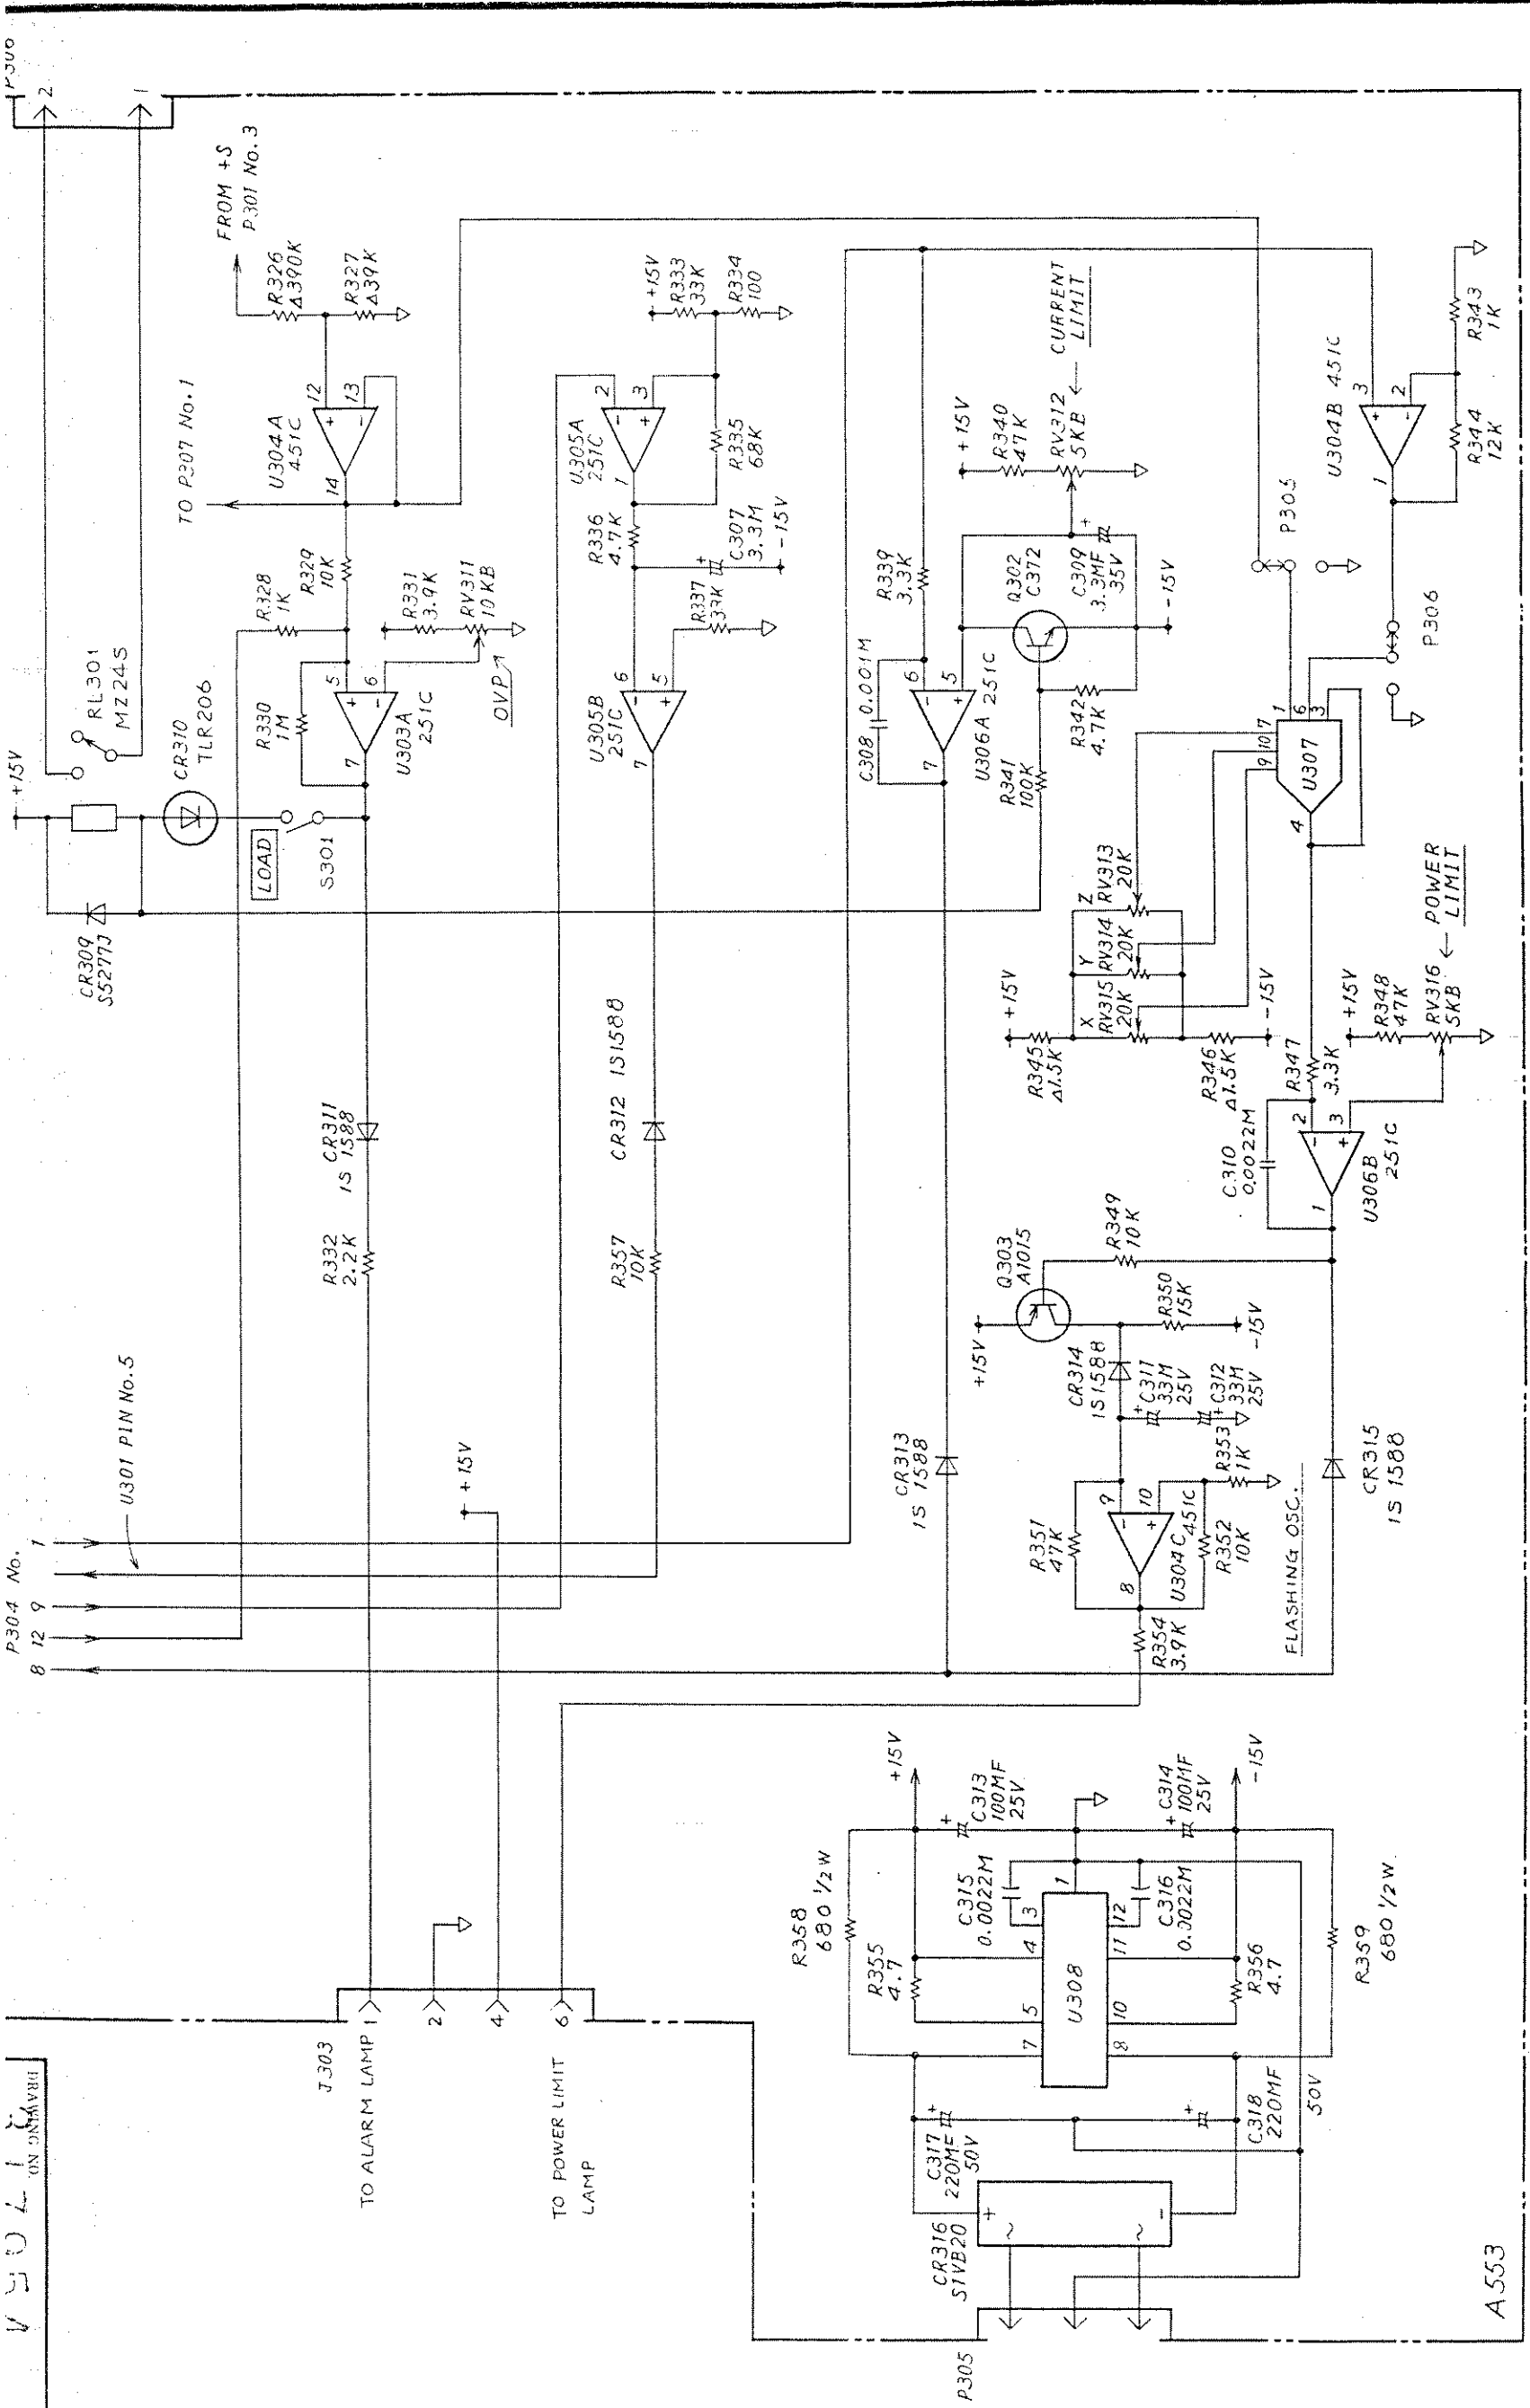 P306
2
1
FROM +S
P301 No.3
R326
Δ390K
R327
Δ39K
TO P307 No.1
12
13
14
U304A
451C
+15V
RL301
MZ24S
CR310
TLR206
LOAD
S301
CR309
S5277J
R328
1K
R329
10K
R330
1M
5
6
7
U303A
251C
R331
3.9K
RV311
10KB
OVP
+15V
R333
33K
R334
100
2
3
1
U305A
251C
R335
68K
R336
4.7K
C307
3.3M
-15V
R337
33K
6
5
7
U305B
251C
CR311
1S 1588
R332
2.2K
CR312 1S1588
R357
10K
R339
3.3K
C308 0.001M
6
5
7
U306A 251C
R341
100K
R342
4.7K
Q302
C372
C309
3.3MF
35V
-15V
+15V
R340
47K
RV312
5KB
CURRENT
LIMIT
U304B 451C
3
2
1
R343
1K
R344
12K
P305
P306
1
6
3
7
10
9
4
U307
Z
RV313
20K
Y
RV314
20K
X
RV315
20K
+15V
R345
Δ1.5K
R346
Δ1.5K
-15V
R347
3.3K
+15V
R348
47K
RV316
5KB
POWER
LIMIT
C310
0.0022M
2
3
1
U306B
251C
Q303
A1015
R349
10K
+15V
R350
15K
-15V
CR314
1S1588
C311
33M
25V
C312
33M
25V
CR313
1S 1588
CR315
1S 1588
R351
47K
9
10
8
U304C 451C
R352
10K
R353
1K
R354
3.9K
FLASHING OSC.
P304 No.
1
9
12
8
U301 PIN No.5
+15V
J303
1
2
4
6
TO ALARM LAMP
TO POWER LIMIT
LAMP
+15V
C313
100MF
25V
C314
100MF
25V
-15V
R358
680 1/2W
R355
4.7
C315
0.0022M
C316
0.0022M
1
3
4
5
7
12
11
10
8
U308
R356
4.7
R359
680 1/2W
C317
220MF
50V
C318
220MF
50V
CR316
S1VB20
P305
A553
DRAWING NO.